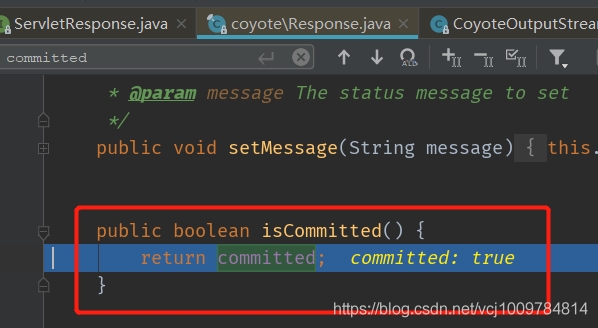 ServletResponse.java × coyote\Response.java × CoyoteOutputStrea
committed
* @param message The status message to set
*/
public void setMessage(String message) { this.
public boolean isCommitted() {
return committed; committed: true
}
https://blog.csdn.net/ycj1009784814